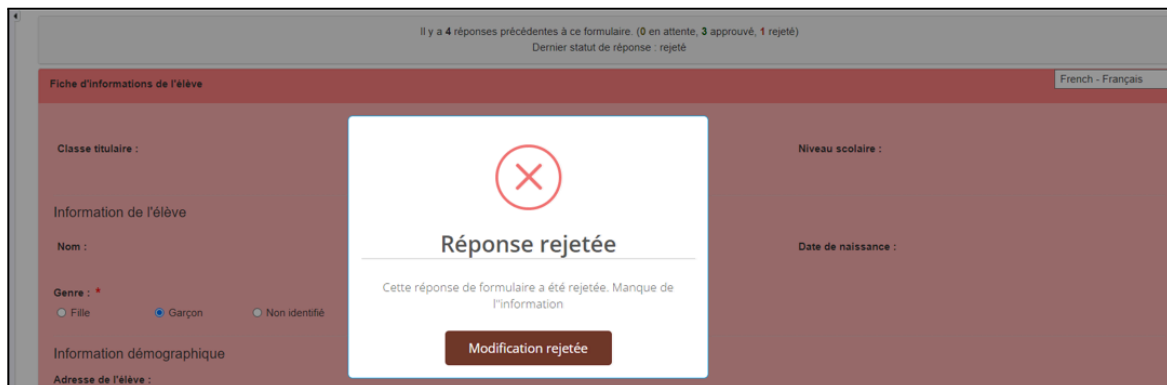 Il y a 4 réponses précédentes à ce formulaire. (0 en attente, 3 approuvé, 1 rejeté)
Dernier statut de réponse : rejeté
Fiche d'informations de l'élève
French - Français
Classe titulaire :
Niveau scolaire :
Information de l'élève
Nom :
Date de naissance :
Genre : *
Fille
Garçon
Non identifié
Information démographique
Adresse de l'élève :
Réponse rejetée
Cette réponse de formulaire a été rejetée. Manque de
l''information
Modification rejetée